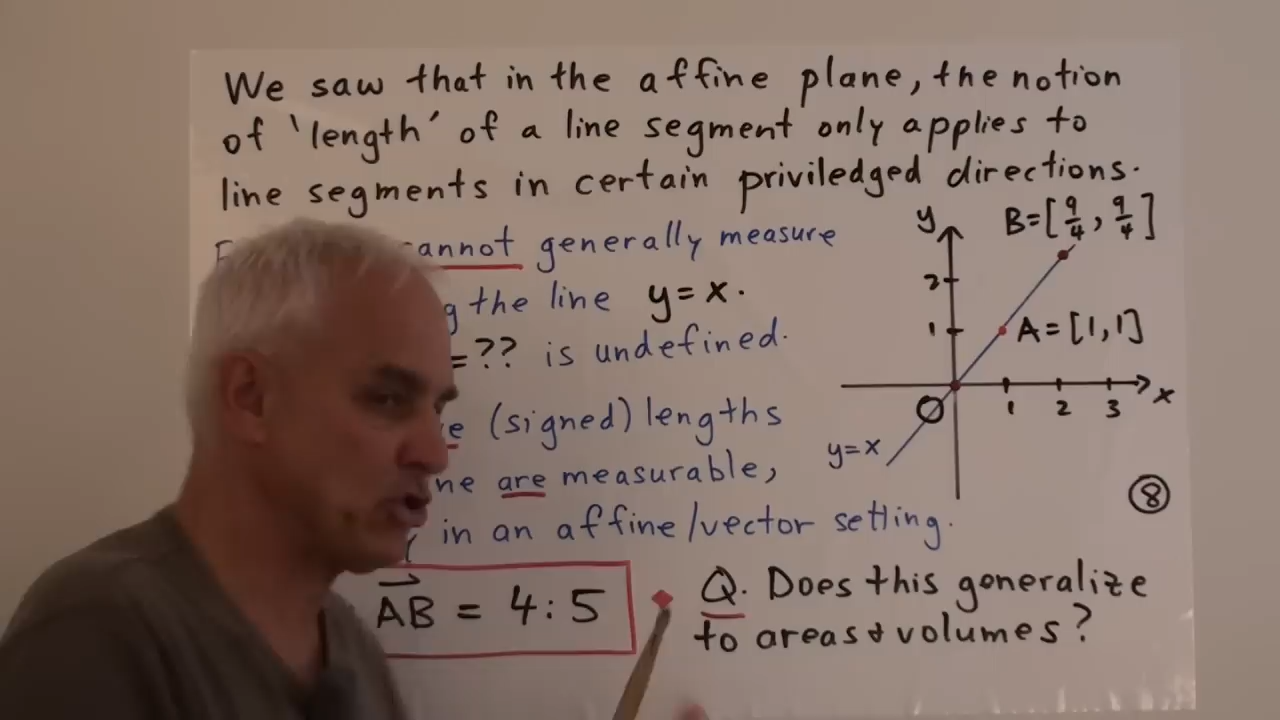 We saw that in the affine plane, the notion
of 'length' of a line segment only applies to
line segments in certain priviledged directions.
cannot generally measure
the line y=x.
=?? is undefined.
(signed) lengths
are measurable,
in an affine/vector setting.
AB = 4:5
y
B=[9/4, 9/4]
2
1
A=[1,1]
O
1 2 3 x
y=x
8
Q. Does this generalize
to areas & volumes?